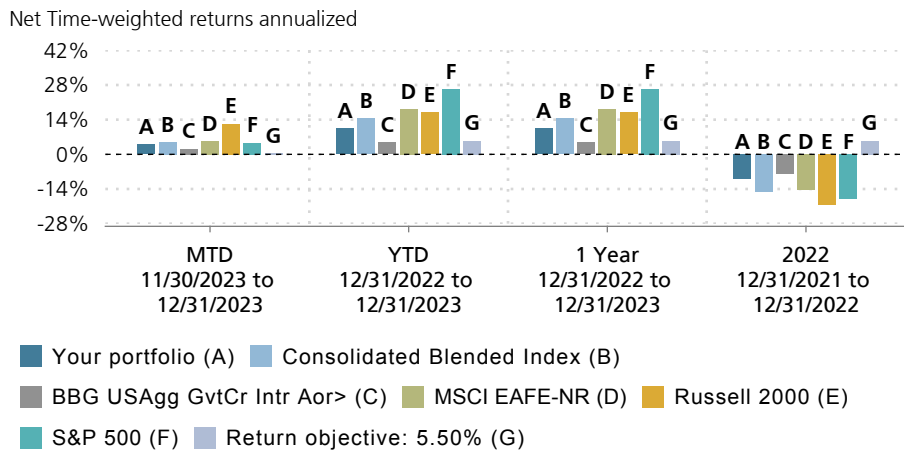 Net Time-weighted returns annualized
42%
28%
14%
0%
-14%
-28%
A B C D E F G
A B C D E F G
A B C D E F G
A B C D E F G
MTD
11/30/2023 to
12/31/2023
YTD
12/31/2022 to
12/31/2023
1 Year
12/31/2022 to
12/31/2023
2022
12/31/2021 to
12/31/2022
Your portfolio (A) Consolidated Blended Index (B)
BBG USAgg GvtCr Intr Aor> (C) MSCI EAFE-NR (D) Russell 2000 (E)
S&P 500 (F) Return objective: 5.50% (G)